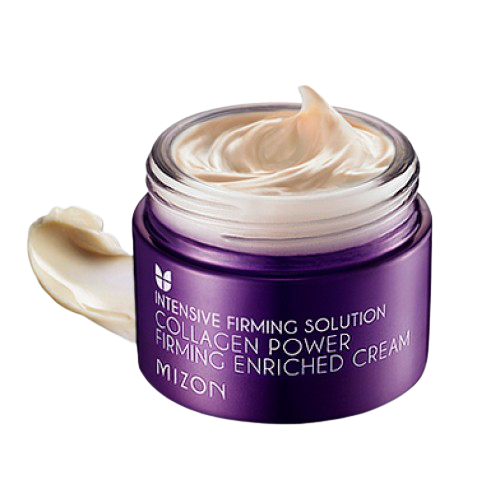 INTENSIVE FIRMING SOLUTION
COLLAGEN POWER
FIRMING ENRICHED CREAM
MIZON